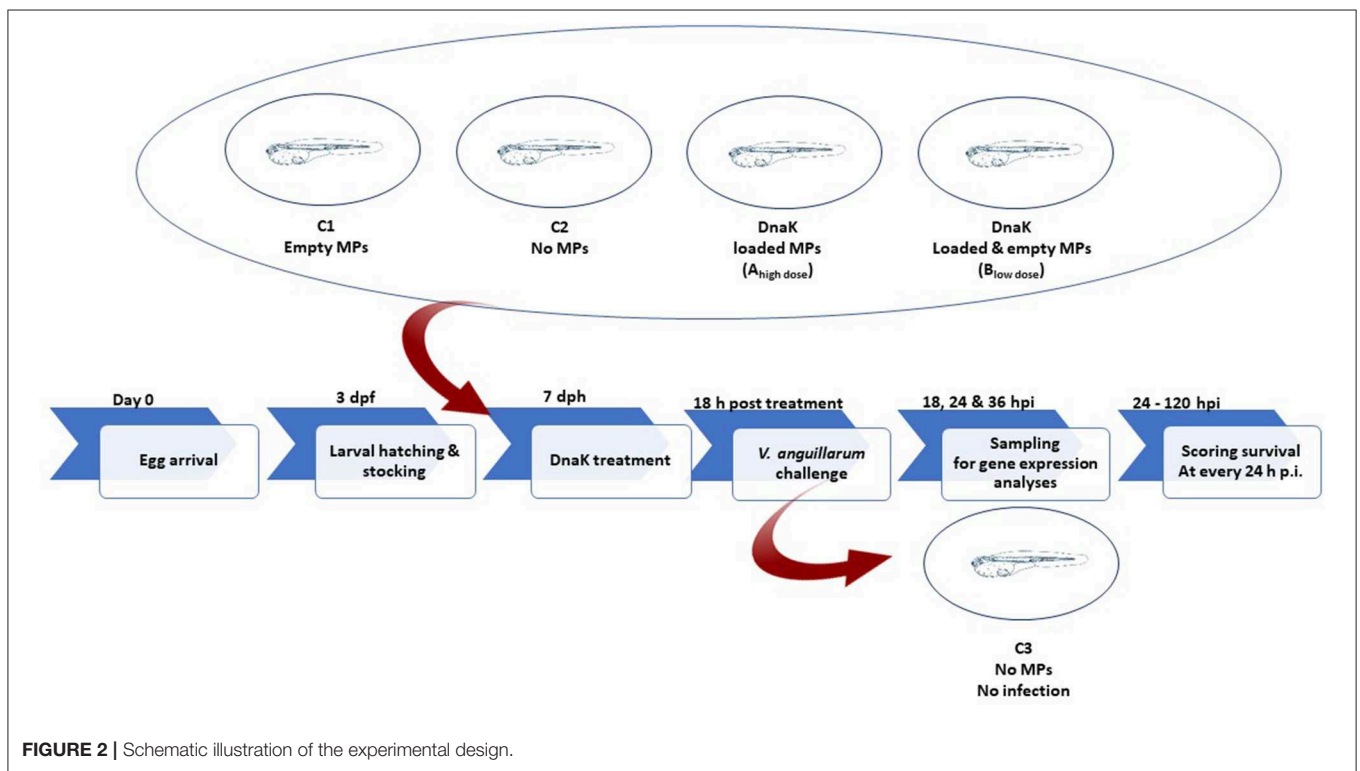 C1
Empty MPs
C2
No MPs
DnaK
loaded MPs
(Ahigh dose)
DnaK
Loaded & empty MPs
(Blow dose)
Day 0
Egg arrival
3 dpf
Larval hatching &
stocking
7 dph
DnaK treatment
18 h post treatment
V. anguillarum
challenge
18, 24 & 36 hpi
Sampling
for gene expression
analyses
24 - 120 hpi
Scoring survival
At every 24 h p.i.
C3
No MPs
No infection
FIGURE 2 | Schematic illustration of the experimental design.